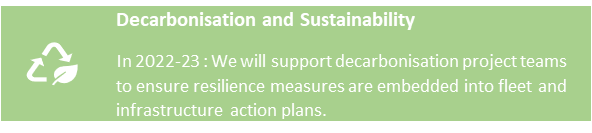 Decarbonisation and Sustainability
In 2022-23 : We will support decarbonisation project teams
to ensure resilience measures are embedded into fleet and
infrastructure action plans.